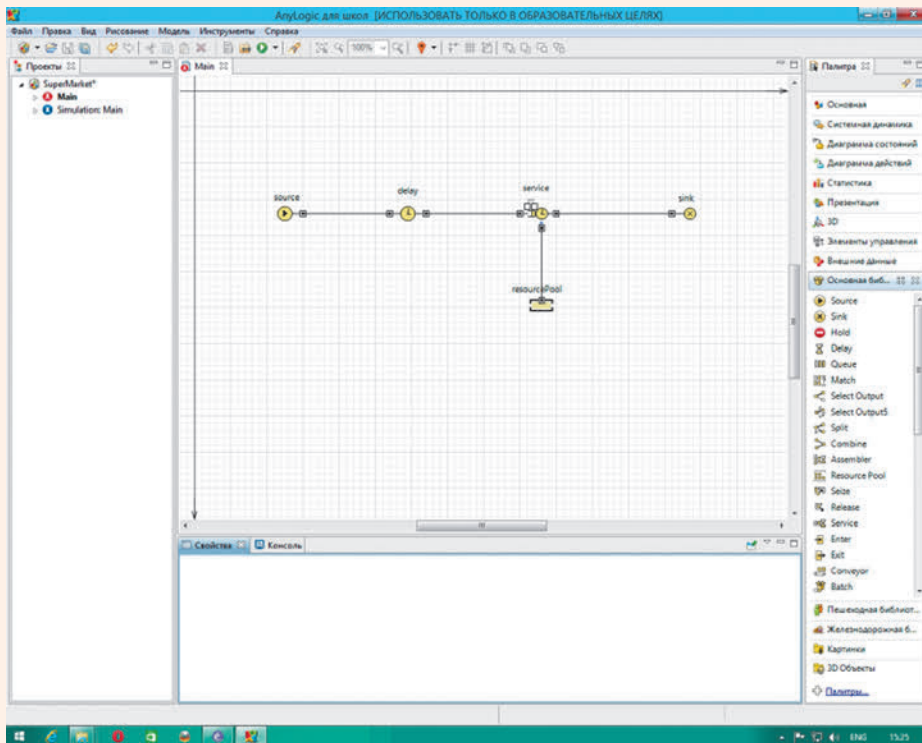 AnyLogic для школ [ИСПОЛЬЗОВАТЬ ТОЛЬКО В ОБРАЗОВАТЕЛЬНЫХ ЦЕЛЯХ]
Файл Правка Вид Рисование Модель Инструменты Справка
100%
Проекты
SuperMarket*
Main
Simulation: Main
Main
source
delay
service
sink
resourcePool
Свойства Консоль
Палитра
Основная
Системная динамика
Диаграмма состояний
Диаграмма действий
Статистика
Презентация
3D
Элементы управления
Внешние данные
Основная биб...
Source
Sink
Hold
Delay
Queue
Match
Select Output
Select Output5
Split
Combine
Assembler
Resource Pool
Seize
Release
Service
Enter
Exit
Conveyor
Batch
Пешеходная библиот...
Железнодорожная б...
Картинки
3D Объекты
Палитры...
ENG 15:25